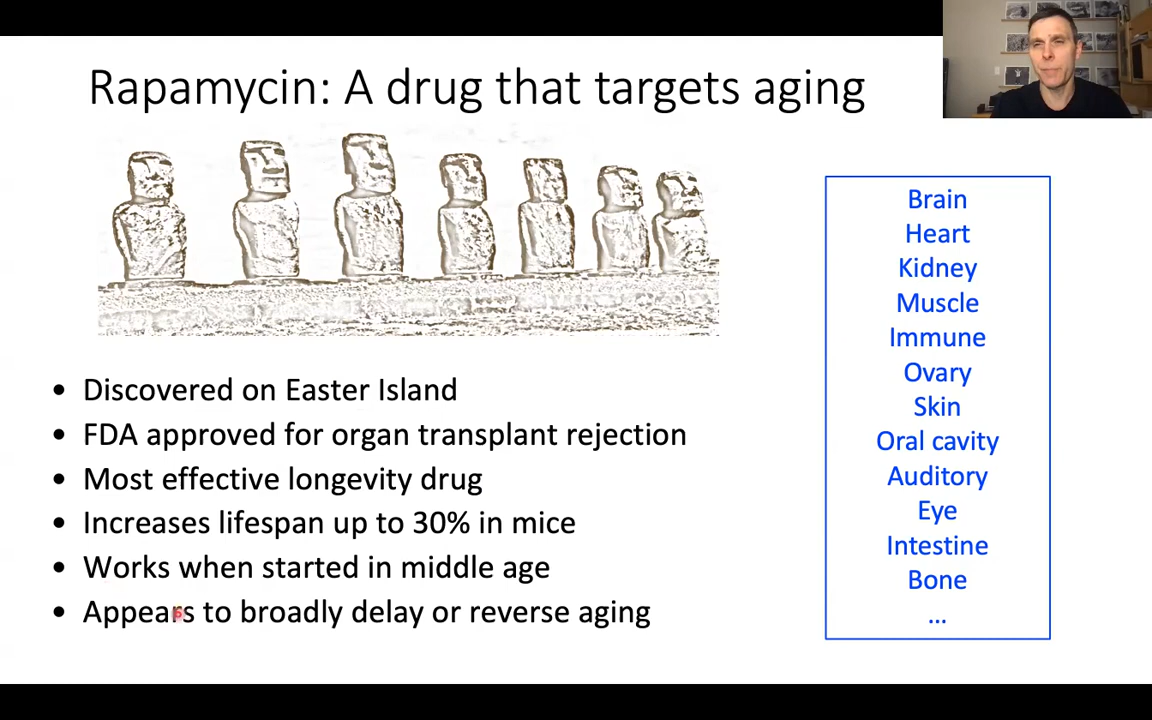 Rapamycin: A drug that targets aging
• Discovered on Easter Island
• FDA approved for organ transplant rejection
• Most effective longevity drug
• Increases lifespan up to 30% in mice
• Works when started in middle age
• Appears to broadly delay or reverse aging
Brain
Heart
Kidney
Muscle
Immune
Ovary
Skin
Oral cavity
Auditory
Eye
Intestine
Bone
...